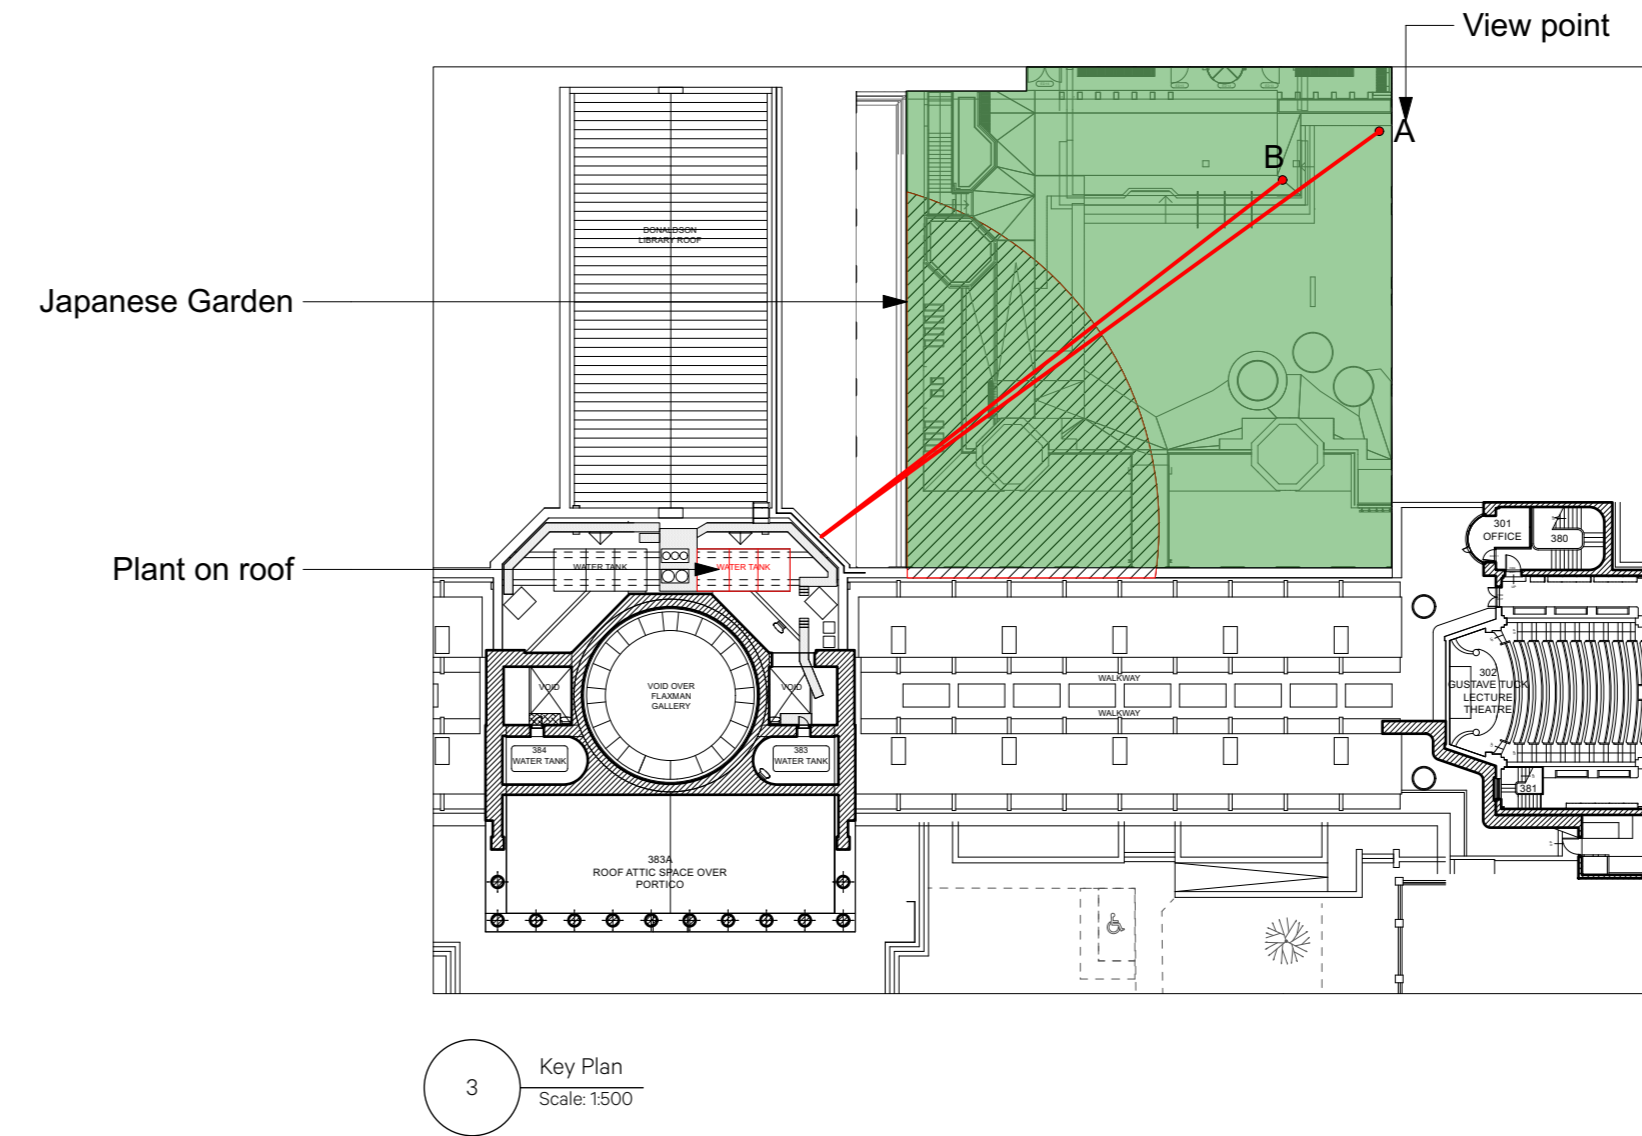 View point
A
B
DONALDSON
LIBRARY ROOF
Japanese Garden
301
OFFICE
380
Plant on roof
WATER TANK
WATER TANK
VOID
VOID OVER
FLAXMAN
GALLERY
VOID
WALKWAY
WALKWAY
302
GUSTAVE TUCK
LECTURE
THEATRE
384
WATER TANK
383
WATER TANK
381
383A
ROOF ATTIC SPACE OVER
PORTICO
3
Key Plan
Scale: 1:500